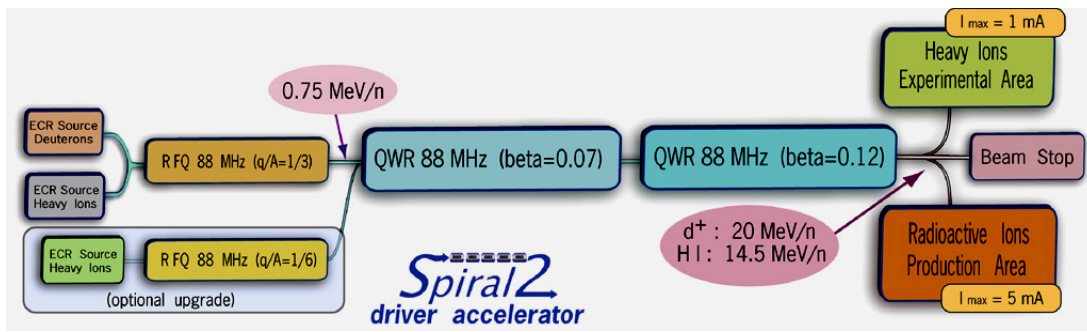 I max = 1 mA
Heavy Ions
Experimental Area
0.75 MeV/n
ECR Source
Deuterons
RFQ 88 MHz (q/A=1/3)
QWR 88 MHz (beta=0.07)
QWR 88 MHz (beta=0.12)
Beam Stop
ECR Source
Heavy Ions
d+ : 20 MeV/n
HI : 14.5 MeV/n
Radioactive Ions
Production Area
I max = 5 mA
ECR Source
Heavy Ions
RFQ 88 MHz (q/A=1/6)
(optional upgrade)
Spiral2
driver accelerator